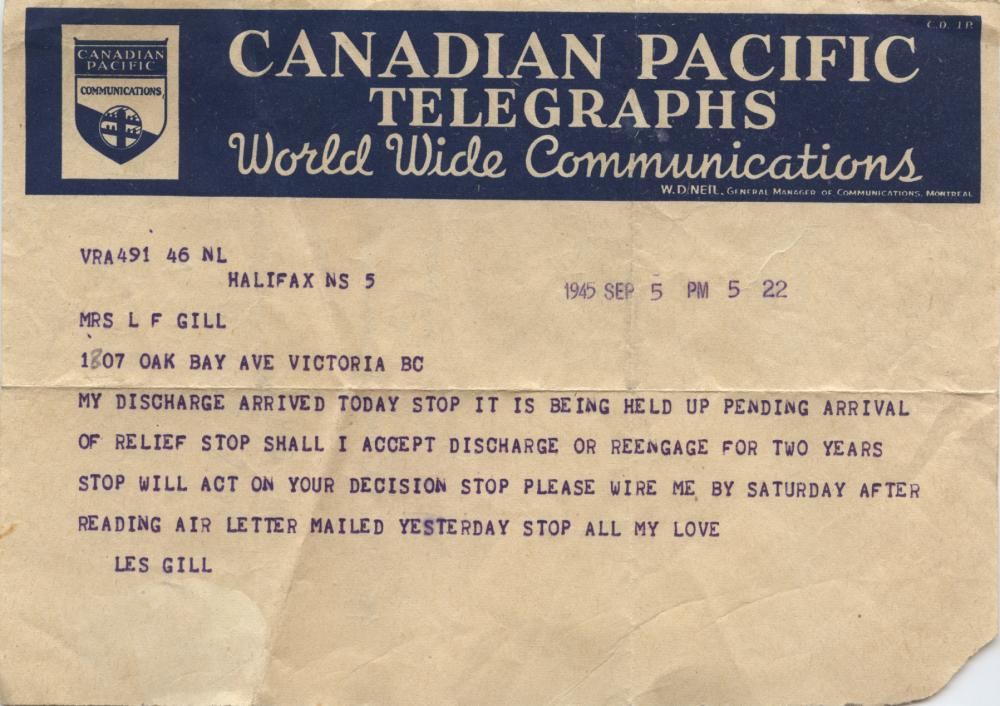 C.D. 1P.
CANADIAN
PACIFIC
COMMUNICATIONS
CANADIAN PACIFIC
TELEGRAPHS
World Wide Communications
W.D. NEIL, GENERAL MANAGER OF COMMUNICATIONS, MONTREAL
VRA491 46 NL
HALIFAX NS 5
1945 SEP 5 PM 5 22
MRS L F GILL
1807 OAK BAY AVE VICTORIA BC
MY DISCHARGE ARRIVED TODAY STOP IT IS BEING HELD UP PENDING ARRIVAL
OF RELIEF STOP SHALL I ACCEPT DISCHARGE OR REENGAGE FOR TWO YEARS
STOP WILL ACT ON YOUR DECISION STOP PLEASE WIRE ME BY SATURDAY AFTER
READING AIR LETTER MAILED YESTERDAY STOP ALL MY LOVE
LES GILL